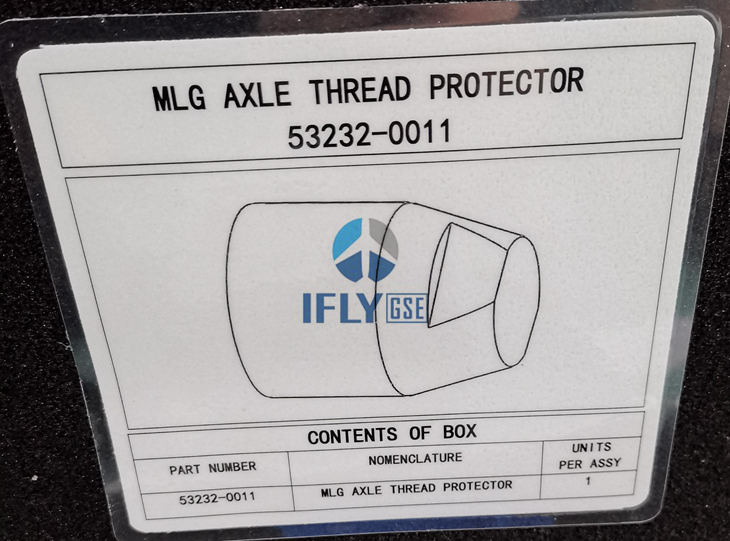 MLG AXLE THREAD PROTECTOR
53232-0011
IFLY GSE
CONTENTS OF BOX
PART NUMBER NOMENCLATURE UNITS PER ASSY
53232-0011 MLG AXLE THREAD PROTECTOR 1